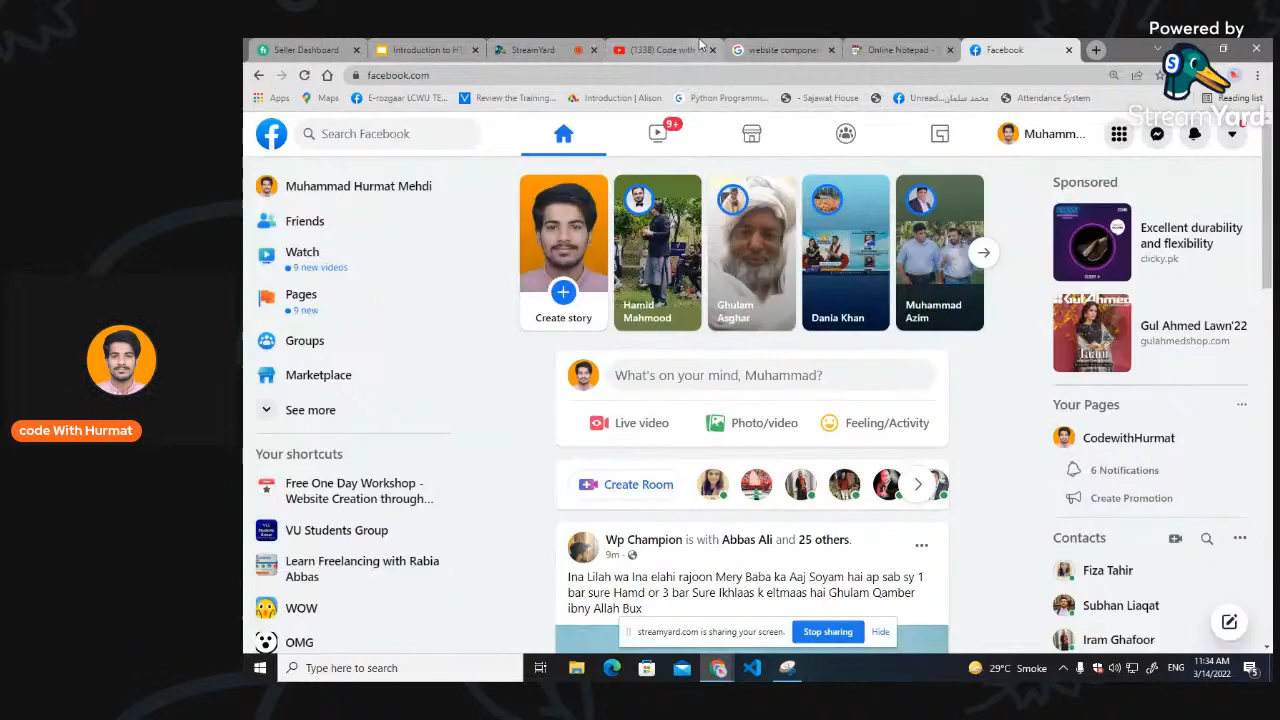 Powered by
StreamYard
Seller Dashboard
Introduction to HT
StreamYard
(1338) Code with
website componen
Online Notepad -
Facebook
facebook.com
Apps
Maps
E-rozgaar LCWU TE...
Review the Training...
Introduction | Alison
Python Programmi...
- Sajawat House
Unread... محمد سلمان
Attendance System
Reading list
Search Facebook
9+
Muhamm...
Muhammad Hurmat Mehdi
Friends
Watch
9 new videos
Pages
9 new
Groups
Marketplace
See more
Your shortcuts
Free One Day Workshop -
Website Creation through...
VU Students Group
Learn Freelancing with Rabia
Abbas
WOW
OMG
Create story
Hamid
Mahmood
Ghulam
Asghar
Dania Khan
Muhammad
Azim
What's on your mind, Muhammad?
Live video
Photo/video
Feeling/Activity
Create Room
Wp Champion is with Abbas Ali and 25 others.
9m
Ina Lilah wa Ina elahi rajoon Mery Baba ka Aaj Soyam hai ap sab sy 1
bar sure Hamd or 3 bar Sure Ikhlaas k eltmaas hai Ghulam Qamber
ibny Allah Bux
streamyard.com is sharing your screen.
Stop sharing
Hide
Sponsored
Excellent durability
and flexibility
clicky.pk
GulAhmed
Gul Ahmed Lawn'22
gulahmedshop.com
Your Pages
CodewithHurmat
6 Notifications
Create Promotion
Contacts
Fiza Tahir
Subhan Liaqat
Iram Ghafoor
code With Hurmat
Type here to search
29°C Smoke
ENG
11:34 AM
3/14/2022
5